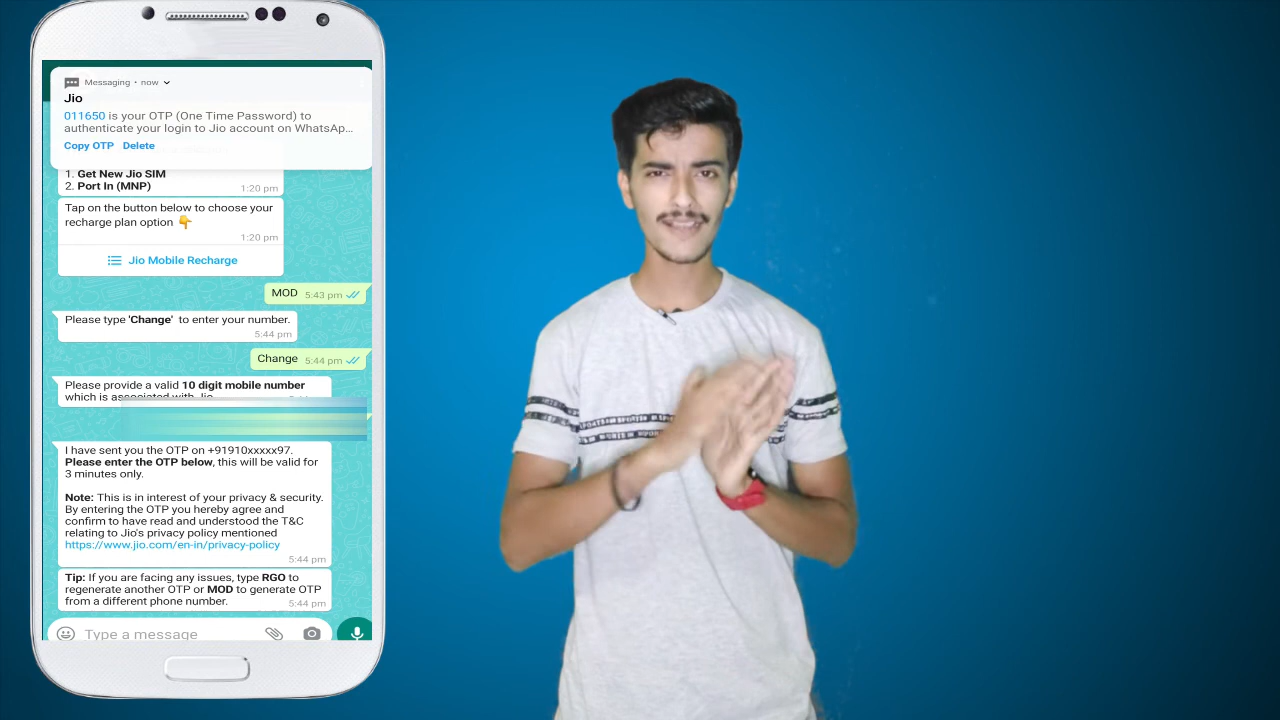 Messaging • now
Jio
011650 is your OTP (One Time Password) to
authenticate your login to Jio account on WhatsAp...
Copy OTP Delete
1. Get New Jio SIM
2. Port In (MNP)
1:20 pm
Tap on the button below to choose your
recharge plan option 👇
1:20 pm
Jio Mobile Recharge
MOD 5:43 pm
Please type 'Change' to enter your number.
5:44 pm
Change 5:44 pm
Please provide a valid 10 digit mobile number
which is associated with Jio
I have sent you the OTP on +91910xxxxx97.
Please enter the OTP below, this will be valid for
3 minutes only.
Note: This is in interest of your privacy & security.
By entering the OTP you hereby agree and
confirm to have read and understood the T&C
relating to Jio's privacy policy mentioned
https://www.jio.com/en-in/privacy-policy
5:44 pm
Tip: If you are facing any issues, type RGO to
regenerate another OTP or MOD to generate OTP
from a different phone number.
5:44 pm
Type a message